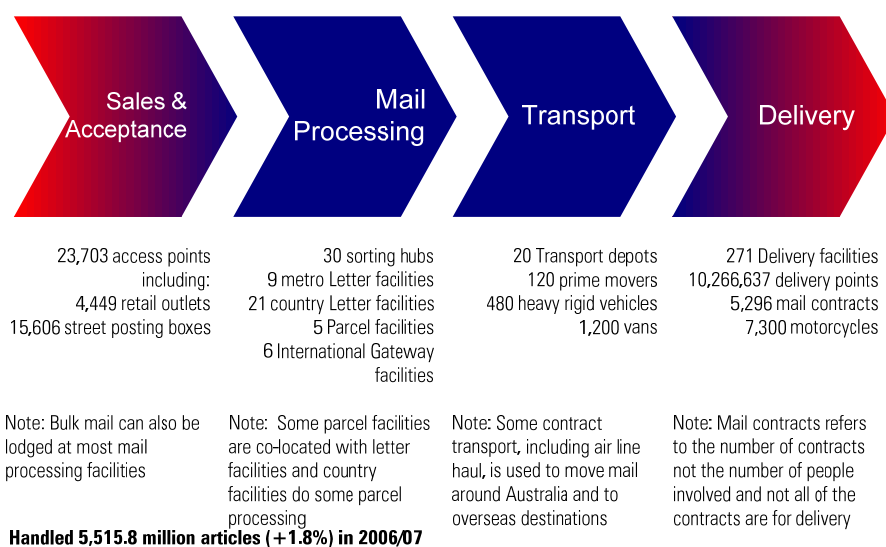 Sales &
Acceptance
Mail
Processing
Transport
Delivery
23,703 access points
including:
4,449 retail outlets
15,606 street posting boxes
30 sorting hubs
9 metro Letter facilities
21 country Letter facilities
5 Parcel facilities
6 International Gateway
facilities
20 Transport depots
120 prime movers
480 heavy rigid vehicles
1,200 vans
271 Delivery facilities
10,266,637 delivery points
5,296 mail contracts
7,300 motorcycles
Note: Bulk mail can also be
lodged at most mail
processing facilities
Note: Some parcel facilities
are co-located with letter
facilities and country
facilities do some parcel
processing
Note: Some contract
transport, including air line
haul, is used to move mail
around Australia and to
overseas destinations
Note: Mail contracts refers
to the number of contracts
not the number of people
involved and not all of the
contracts are for delivery
Handled 5,515.8 million articles (+1.8%) in 2006/07